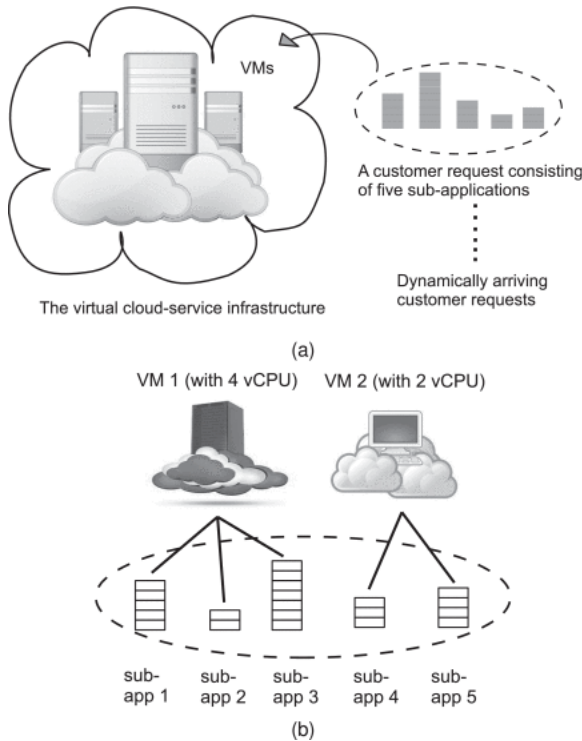 VMs
A customer request consisting
of five sub-applications
Dynamically arriving
customer requests
The virtual cloud-service infrastructure
(a)
VM 1 (with 4 vCPU)
VM 2 (with 2 vCPU)
sub-
app 1
sub-
app 2
sub-
app 3
sub-
app 4
sub-
app 5
(b)